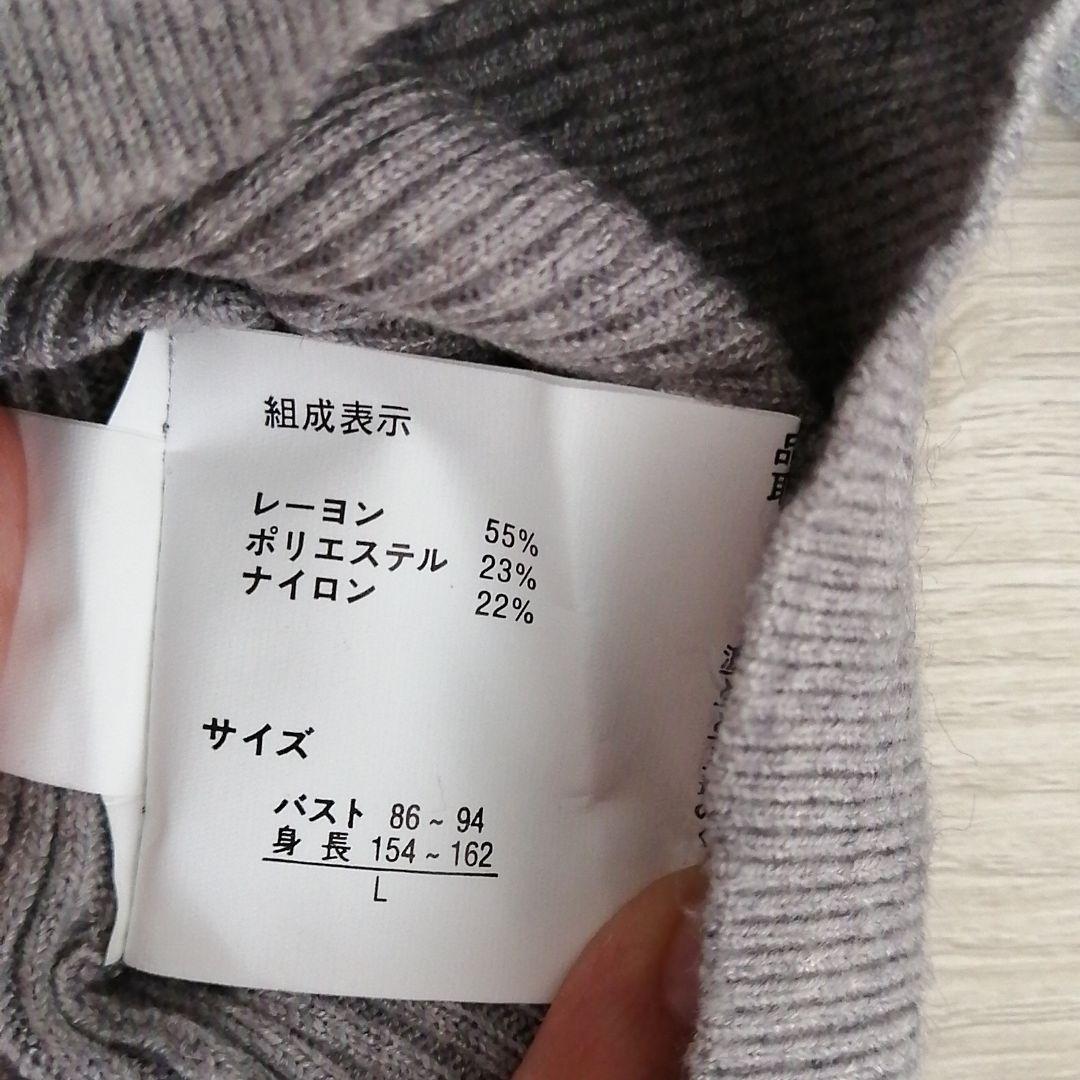 組成表示
レーヨン 55%
ポリエステル 23%
ナイロン 22%
サイズ
バスト 86~94
身長 154~162
L